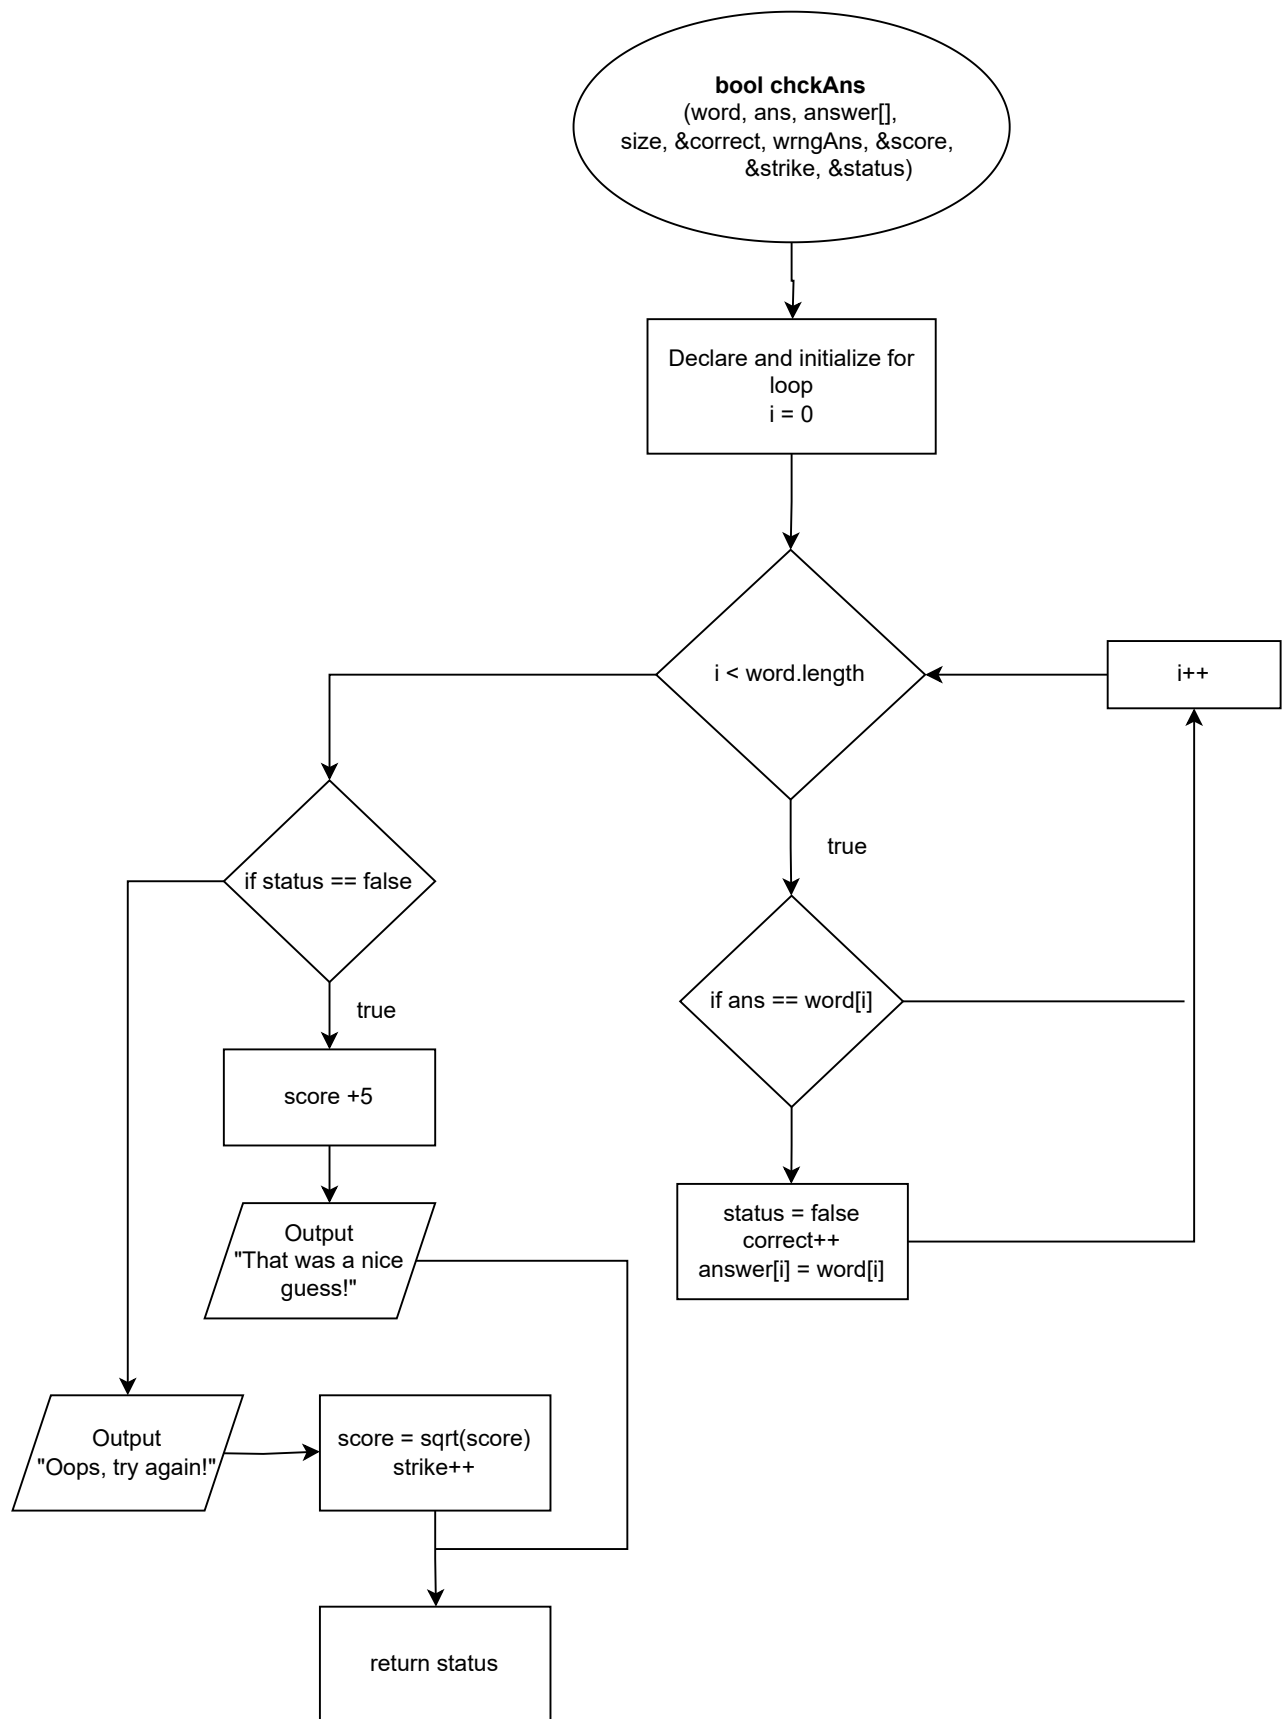 bool chckAns
(word, ans, answer[],
size, &correct, wrngAns, &score,
&strike, &status)
Declare and initialize for
loop
i = 0
i < word.length
i++
true
if status == false
if ans == word[i]
true
score +5
status = false
correct++
answer[i] = word[i]
Output
"That was a nice
guess!"
Output
"Oops, try again!"
score = sqrt(score)
strike++
return status